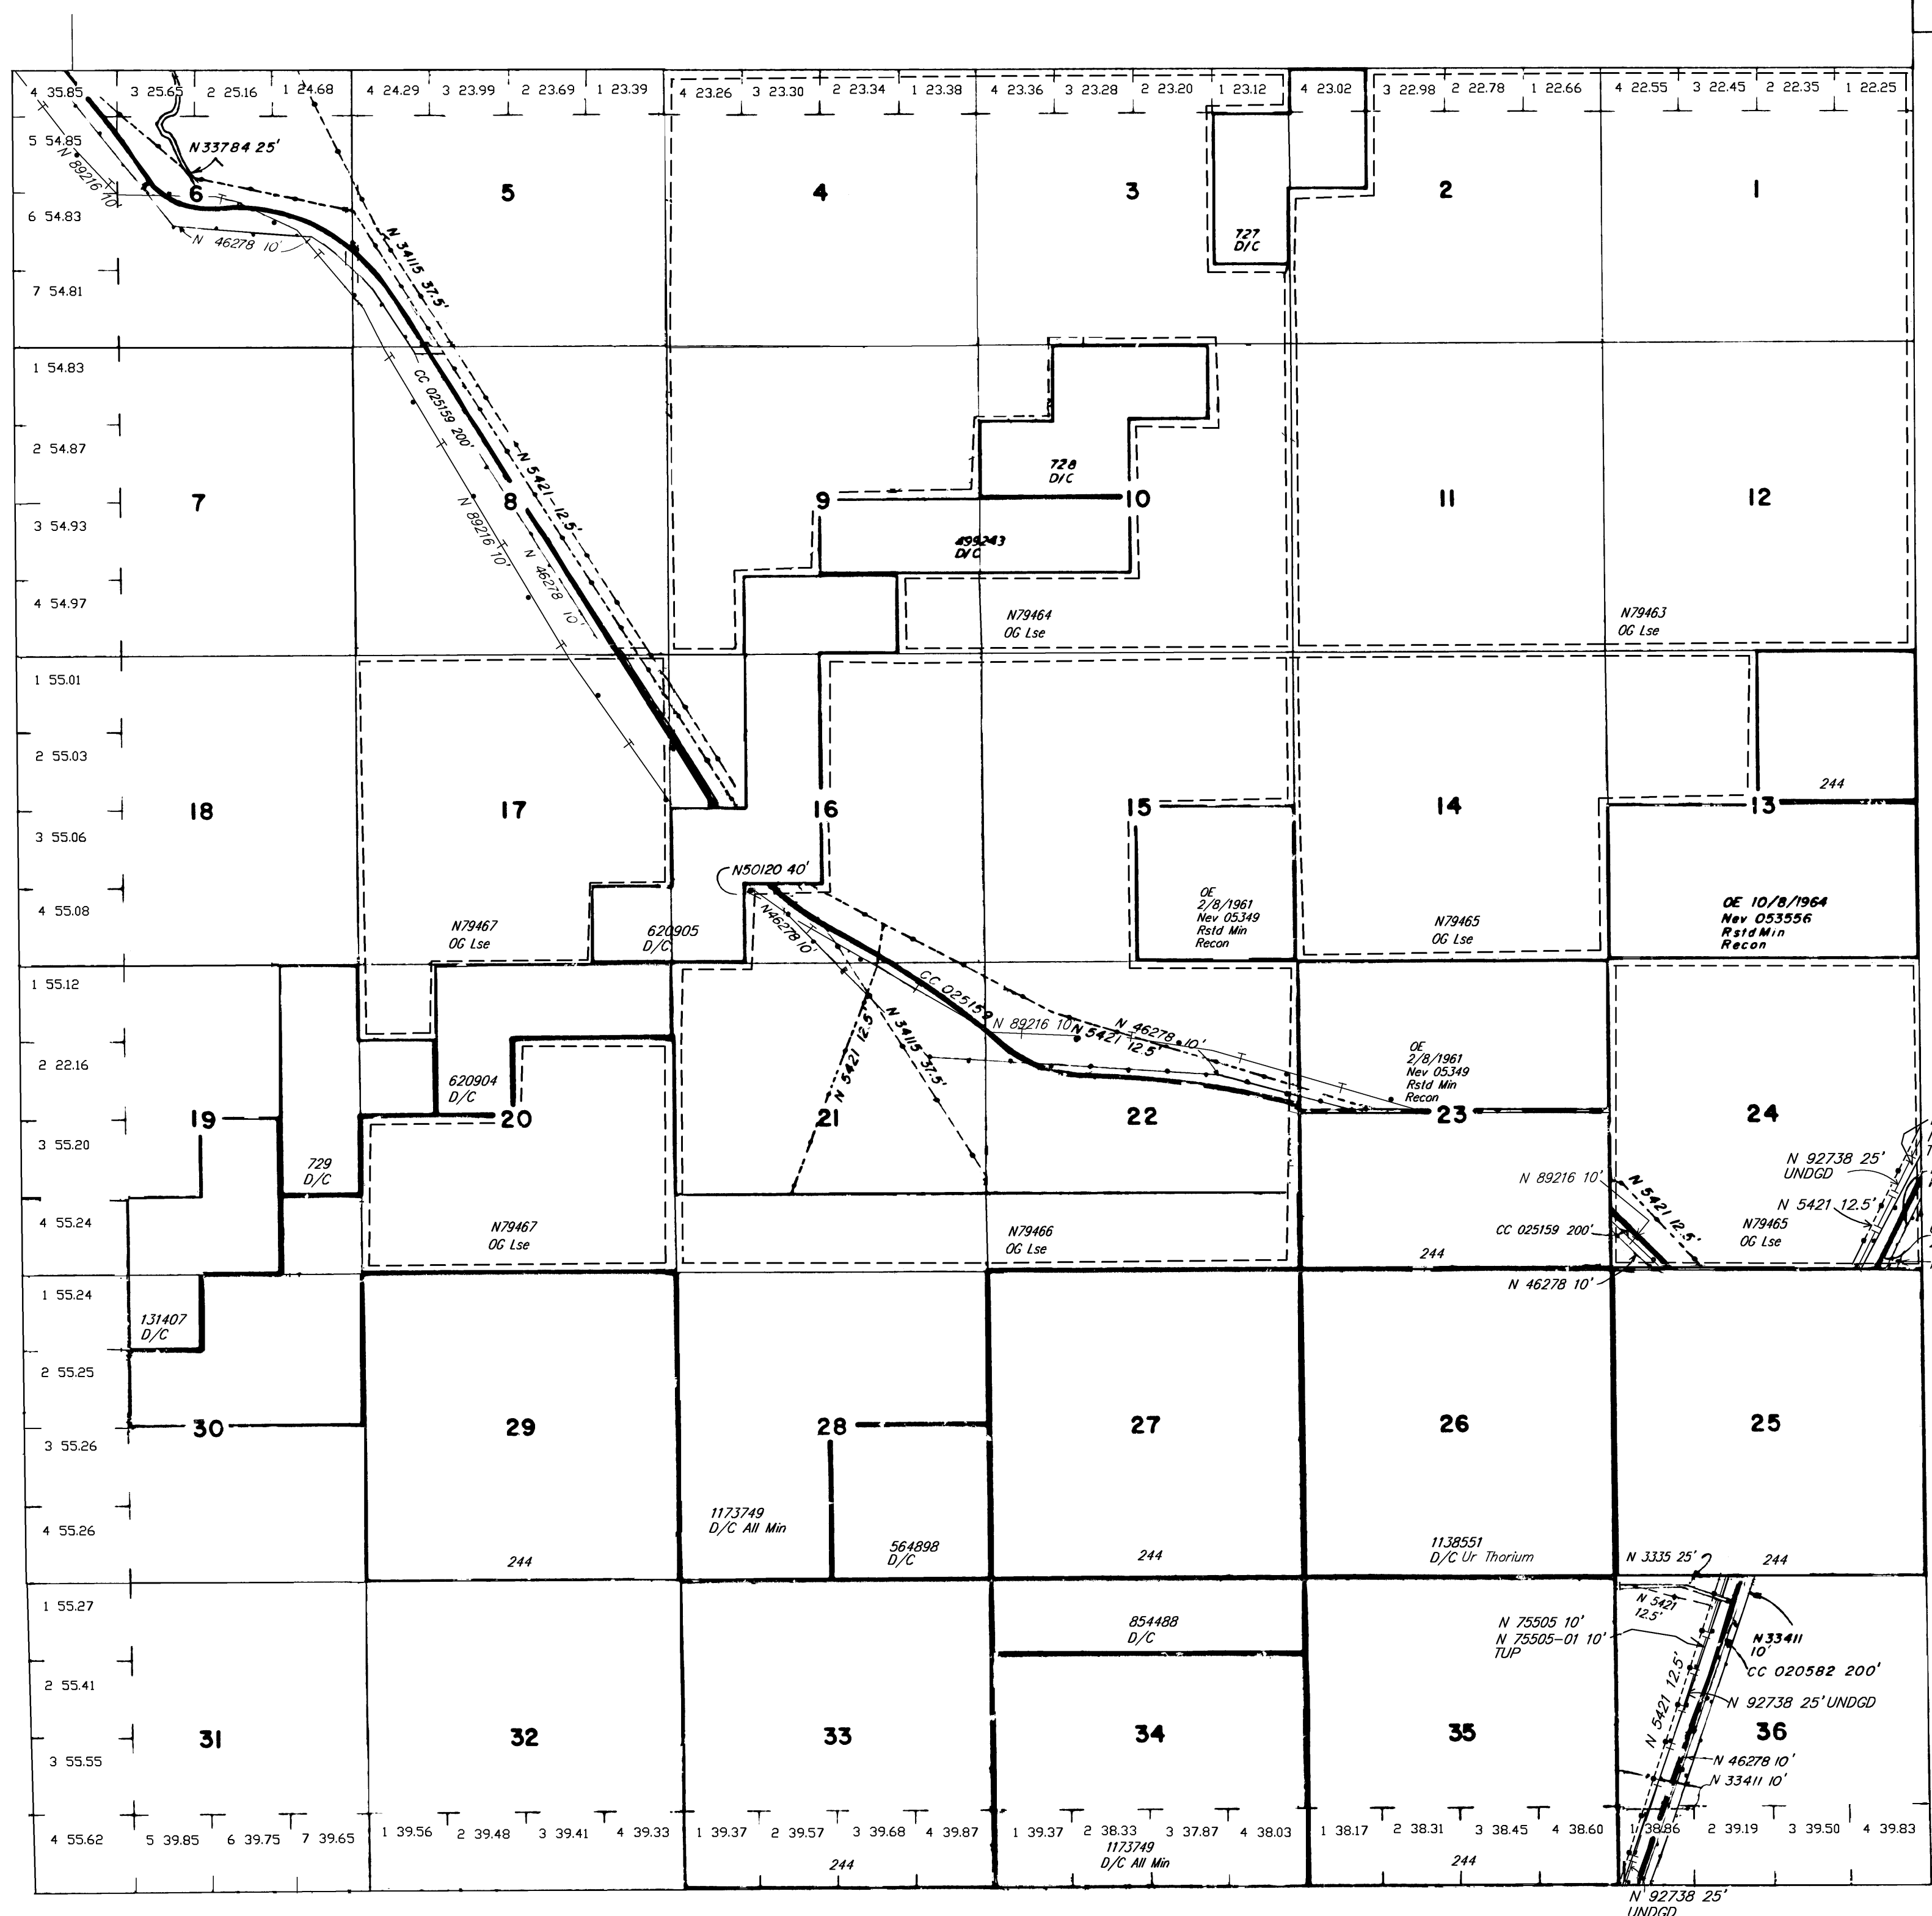 4 35.85 3 25.65 2 25.16 1 24.68 4 24.29 3 23.99 2 23.69 1 23.39 4 23.26 3 23.30 2 23.34 1 23.38 4 23.36 3 23.28 2 23.20 1 23.12 4 23.02 3 22.98 2 22.78 1 22.66 4 22.55 3 22.45 2 22.35 1 22.25
5 54.85
N 33784 25'
N 89216 10'
6 5 4 3 2 1
6 54.83
N 46278 10'
N 34115 37.5'
727
D/C
7 54.81
1 54.83
CC 025159 200'
2 54.87
N 5421 12.5'
728
D/C
7 8 9 10 11 12
3 54.93
N 89216 10'
N 46278 10'
499243
D/C
4 54.97
N79464
OG Lse
N79463
OG Lse
1 55.01
2 55.03
244
18 17 16 15 14 13
3 55.06
N50120 40'
4 55.08
N46278 10'
N79467
OG Lse
620905
D/C
OE
2/8/1961
Nev 05349
Rstd Min
Recon
N79465
OG Lse
OE 10/8/1964
Nev 053556
Rstd Min
Recon
1 55.12
CC 025159
N 89216 10'
N 5421 12.5'
N 46278 10'
N 34115 37.5'
N 5421 12.5'
2 22.16
620904
D/C
OE
2/8/1961
Nev 05349
Rstd Min
Recon
19 20 21 22 23 24
3 55.20
729
D/C
N 89216 10'
N 5421 12.5'
N 92738 25'
UNDGD
N 5421 12.5'
4 55.24
N79467
OG Lse
N79466
OG Lse
244
CC 025159 200'
N79465
OG Lse
N 46278 10'
1 55.24
131407
D/C
2 55.25
30 29 28 27 26 25
3 55.26
4 55.26
244
1173749
D/C All Min
564898
D/C
244
1138551
D/C Ur Thorium
N 3335 25'
244
1 55.27
854488
D/C
N 75505 10'
N 75505-01 10'
TUP
N 5421
12.5'
N33411
10'
CC 020582 200'
2 55.41
N 5421 12.5'
N 92738 25' UNDGD
31 32 33 34 35 36
3 55.55
N 46278 10'
N 33411 10'
4 55.62 5 39.85 6 39.75 7 39.65 1 39.56 2 39.48 3 39.41 4 39.33 1 39.37 2 39.57 3 39.68 4 39.87 1 39.37 2 38.33 3 37.87 4 38.03 1 38.17 2 38.31 3 38.45 4 38.60 1 38.86 2 39.19 3 39.50 4 39.83
244
1173749
D/C All Min
244
N 92738 25'
UNDGD